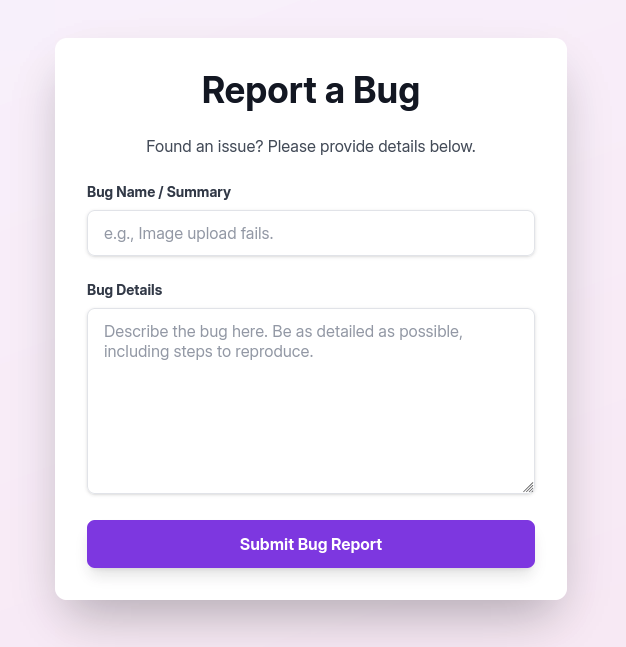 Report a Bug
Found an issue? Please provide details below.
Bug Name / Summary
e.g., Image upload fails.
Bug Details
Describe the bug here. Be as detailed as possible,
including steps to reproduce.
Submit Bug Report